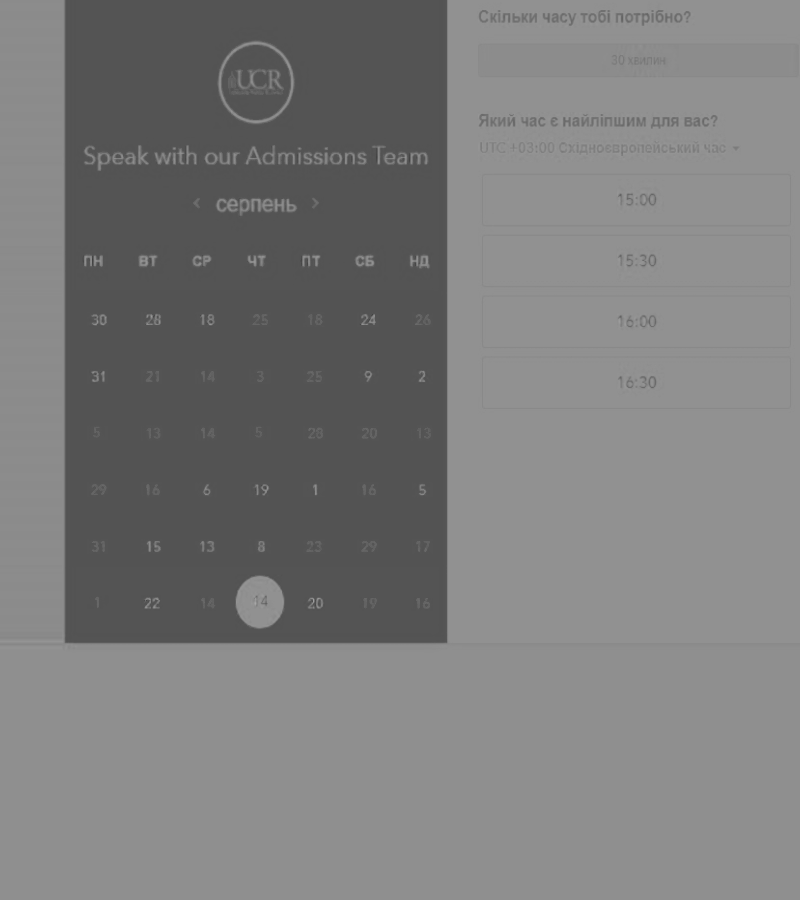 UCR
Speak with our Admissions Team
‹ серпень ›
ПН ВТ СР ЧТ ПТ СБ НД
30 28 18 25 18 24 26
31 21 14 3 25 9 2
5 13 14 5 28 20 13
29 16 6 19 1 16 5
31 15 13 8 23 29 17
1 22 14 14 20 19 16
Скільки часу тобі потрібно?
30 хвилин
Який час є найліпшим для вас?
UTC +03:00 Східноєвропейський час
15:00
15:30
16:00
16:30